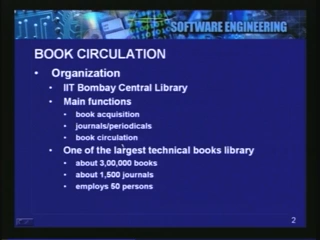 SOFTWARE ENGINEERING
BOOK CIRCULATION
• Organization
• IIT Bombay Central Library
• Main functions
• book acquisition
• journals/periodicals
• book circulation
• One of the largest technical books library
• about 3,00,000 books
• about 1,500 journals
• employs 50 persons
2